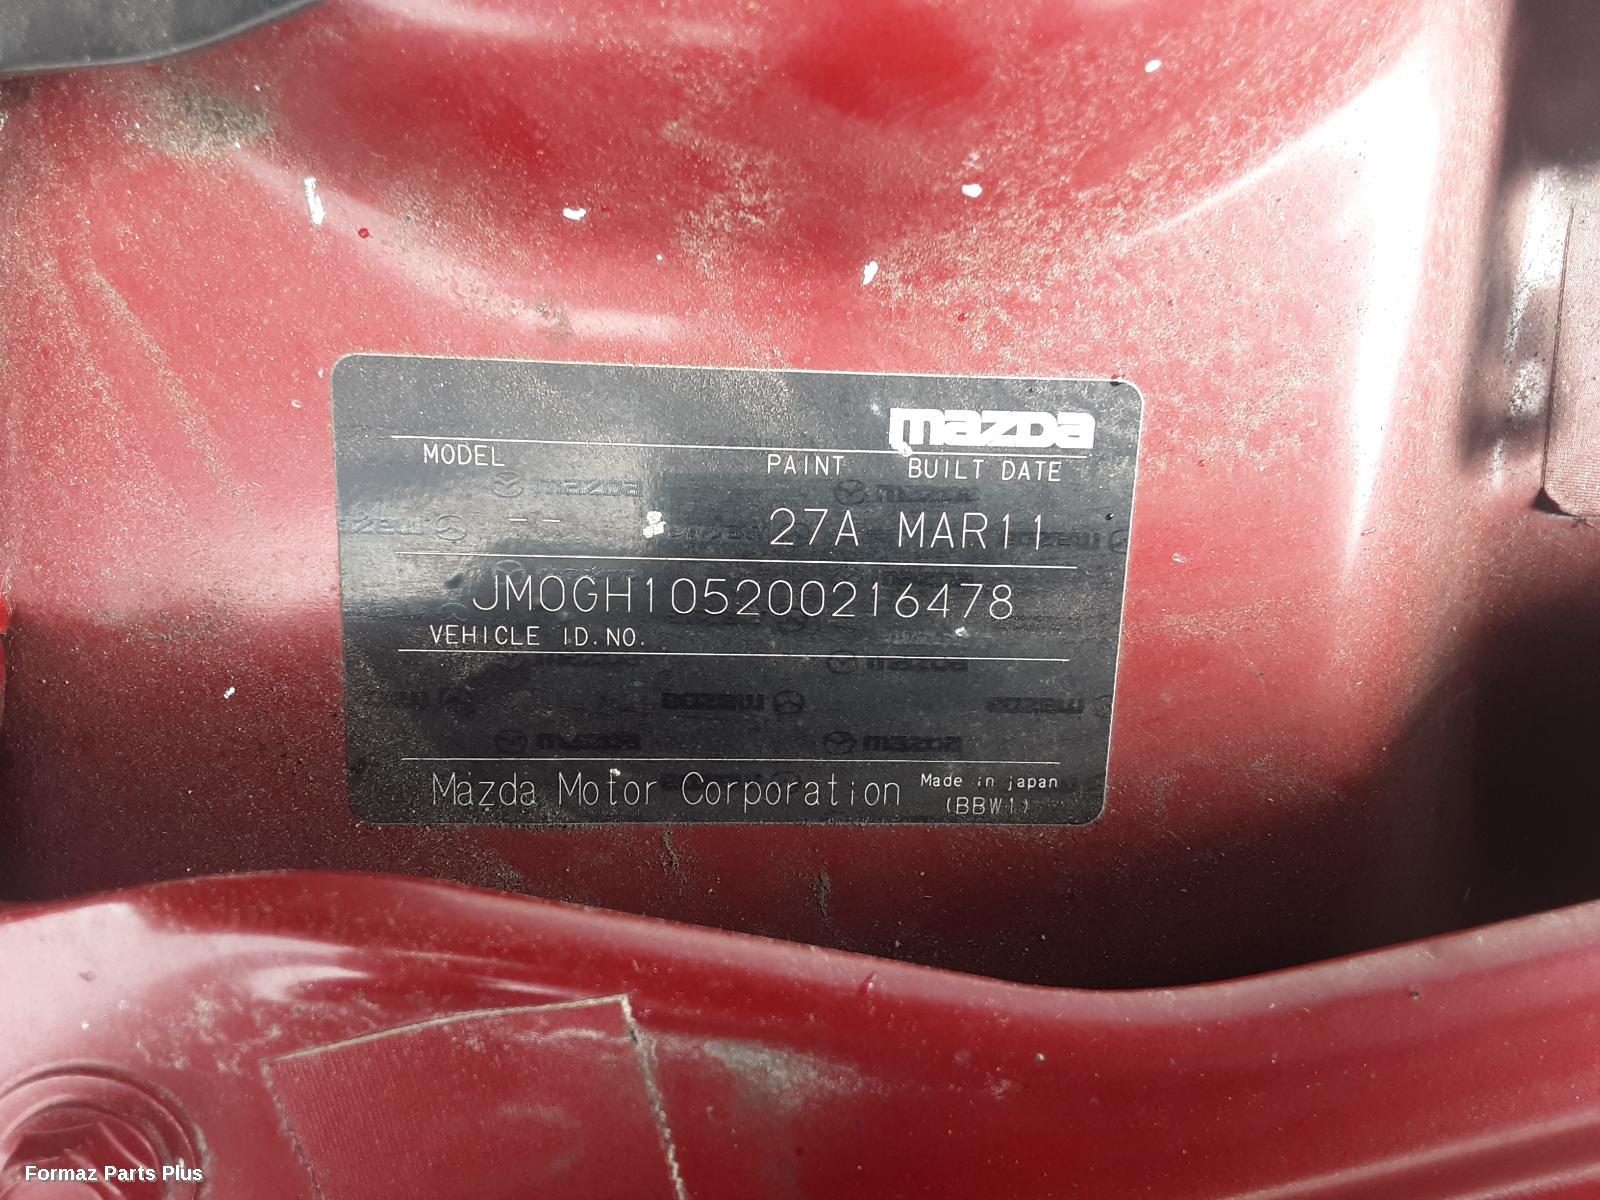 mazda
MODEL PAINT BUILT DATE
-- 27A MAR11
JM0GH105200216478
VEHICLE ID.NO.
Mazda Motor Corporation
Made in japan
(BBW1)
Formaz Parts Plus